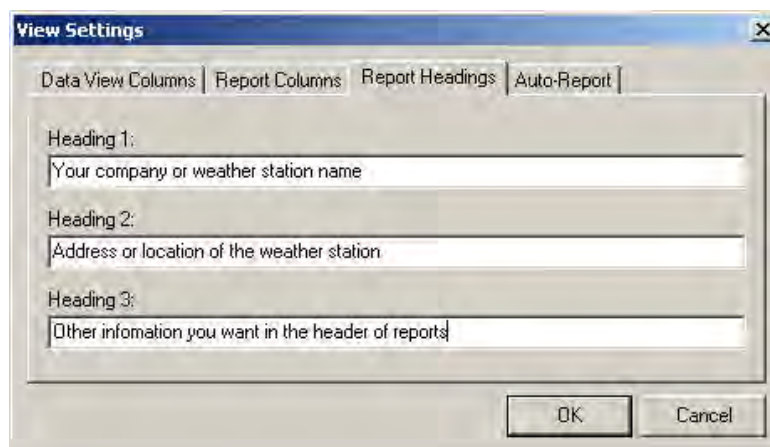 View Settings
Data View Columns Report Columns Report Headings Auto-Report
Heading 1:
Your company or weather station name
Heading 2:
Address or location of the weather station
Heading 3:
Other infomation you want in the header of reports
OK Cancel